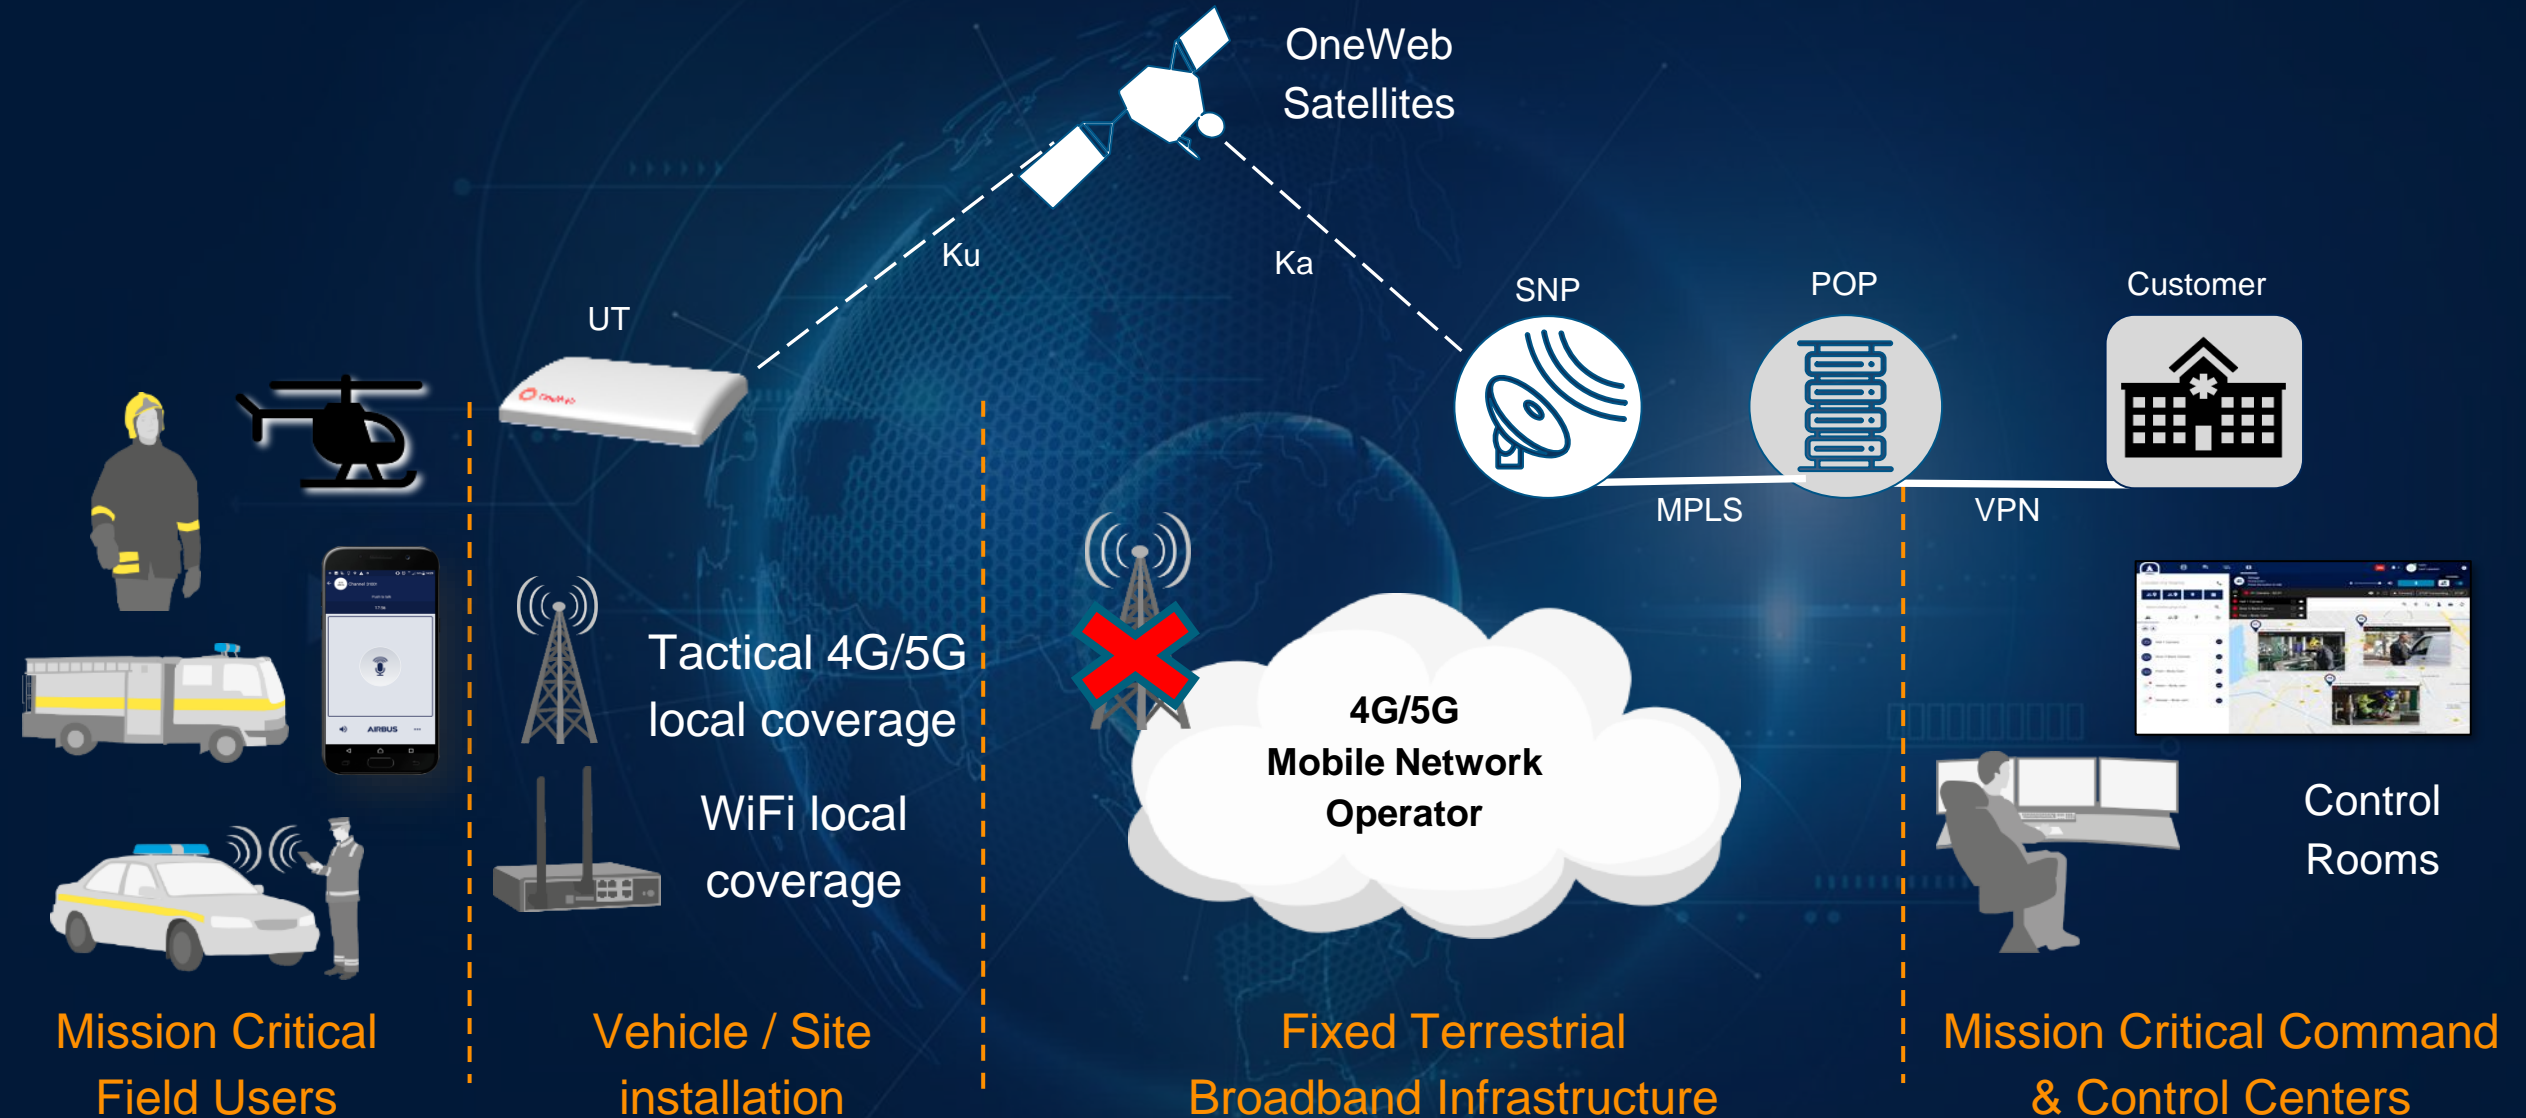 OneWeb
Satellites
Ku
Ka
UT
SNP
POP
Customer
MPLS
VPN
OneWeb
AIRBUS
Tactical 4G/5G
local coverage
WiFi local
coverage
4G/5G
Mobile Network
Operator
Control
Rooms
Mission Critical
Field Users
Vehicle / Site
installation
Fixed Terrestrial
Broadband Infrastructure
Mission Critical Command
& Control Centers